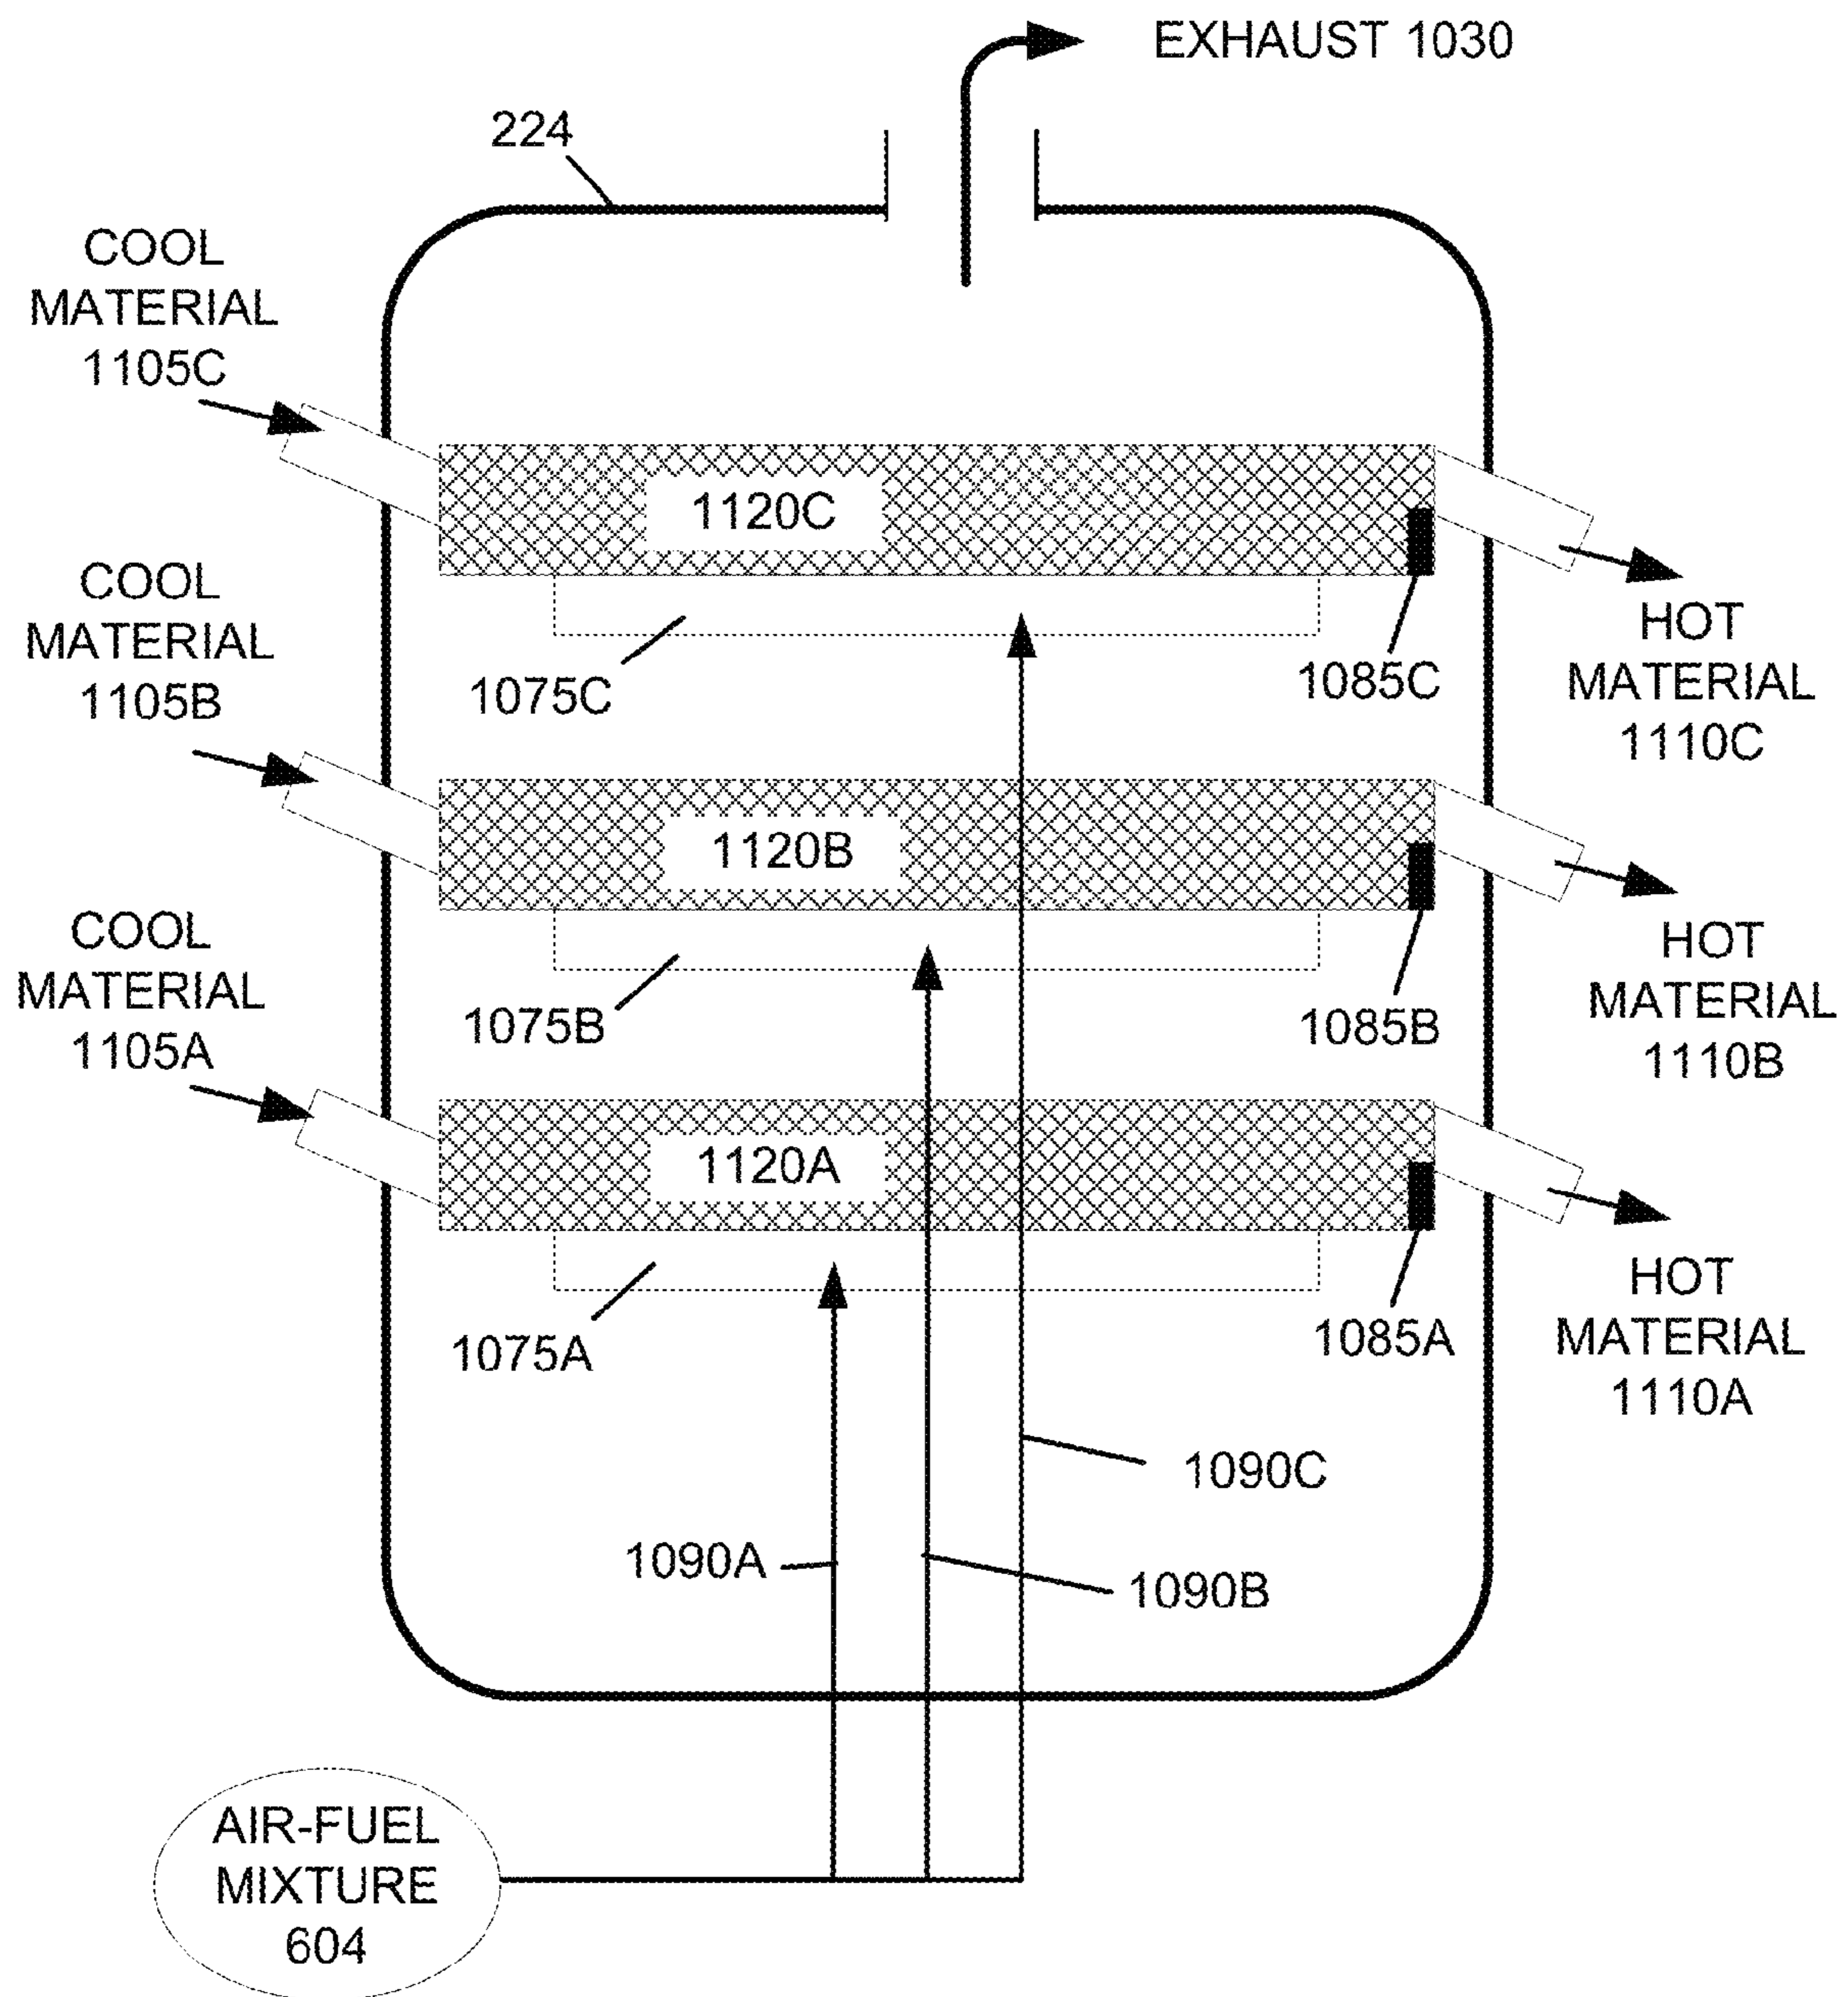 EXHAUST 1030
224
COOL
MATERIAL
1105C
1120C
1075C
1085C
HOT
MATERIAL
1110C
COOL
MATERIAL
1105B
1120B
1075B
1085B
HOT
MATERIAL
1110B
COOL
MATERIAL
1105A
1120A
1075A
1085A
HOT
MATERIAL
1110A
1090C
1090A
1090B
AIR-FUEL
MIXTURE
604